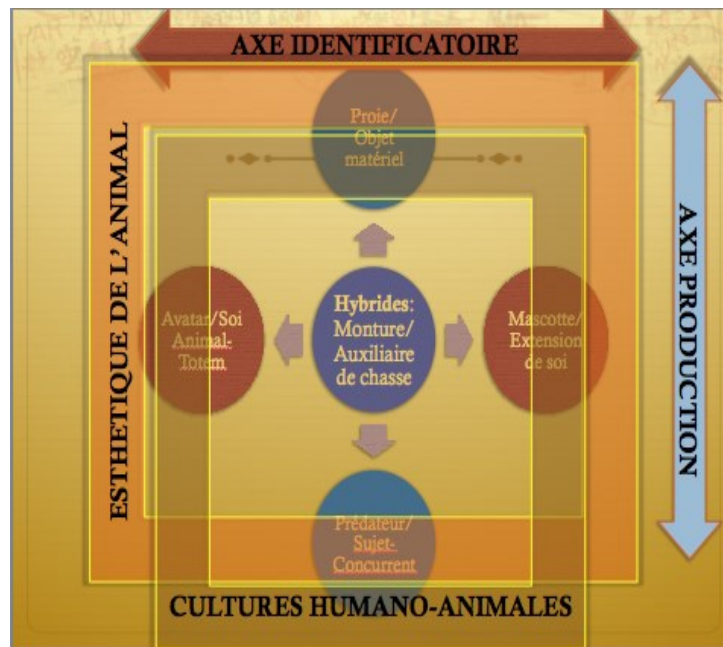 AXE IDENTIFICATOIRE
Proie/
Objet
matériel
ESTHETIQUE DE L'ANIMAL
Avatar/Soi
Animal-
Totem
Hybrides:
Monture/
Auxiliaire
de chasse
Mascotte/
Extension
de soi
AXE PRODUCTION
Prédateur/
Sujet-
Concurrent
CULTURES HUMANO-ANIMALES